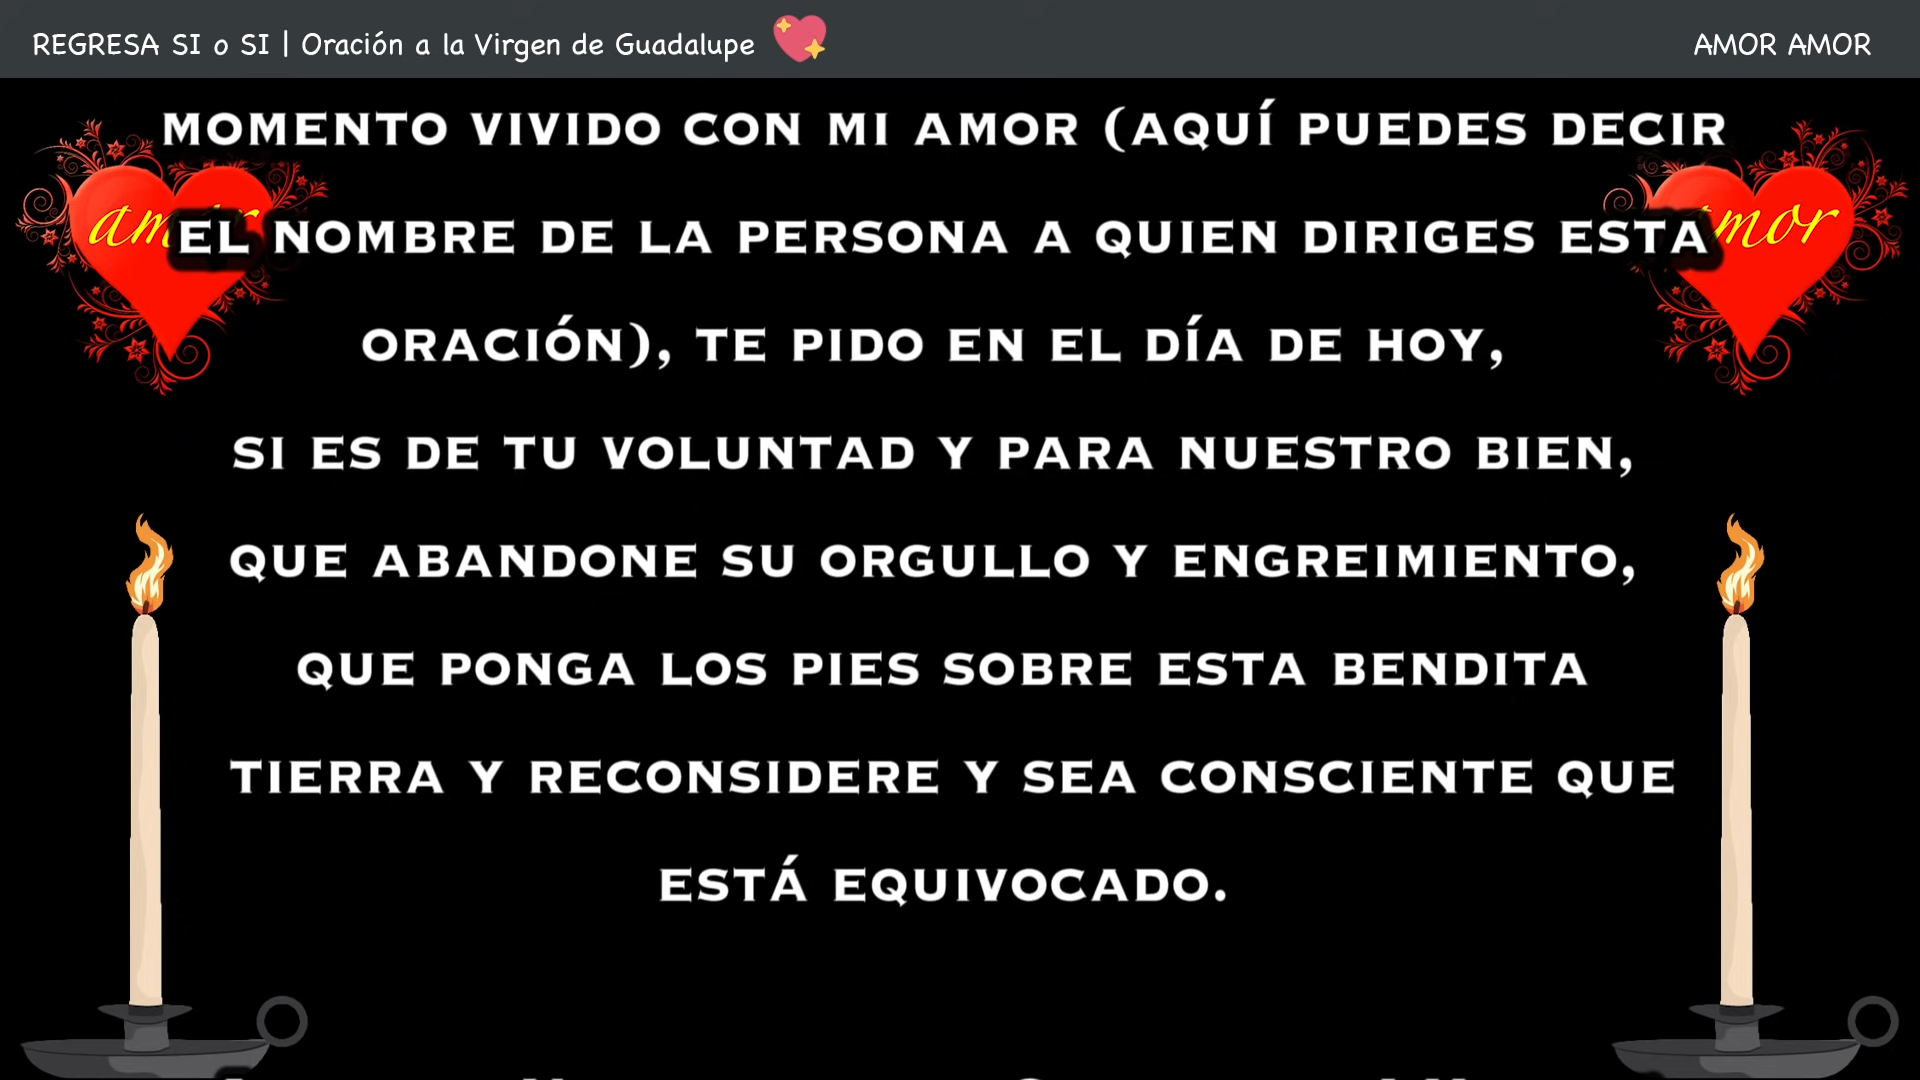 REGRESA SI o SI | Oración a la Virgen de Guadalupe
AMOR AMOR
MOMENTO VIVIDO CON MI AMOR (AQUÍ PUEDES DECIR
EL NOMBRE DE LA PERSONA A QUIEN DIRIGES ESTA
ORACIÓN), TE PIDO EN EL DÍA DE HOY,
SI ES DE TU VOLUNTAD Y PARA NUESTRO BIEN,
QUE ABANDONE SU ORGULLO Y ENGREIMIENTO,
QUE PONGA LOS PIES SOBRE ESTA BENDITA
TIERRA Y RECONSIDERE Y SEA CONSCIENTE QUE
ESTÁ EQUIVOCADO.